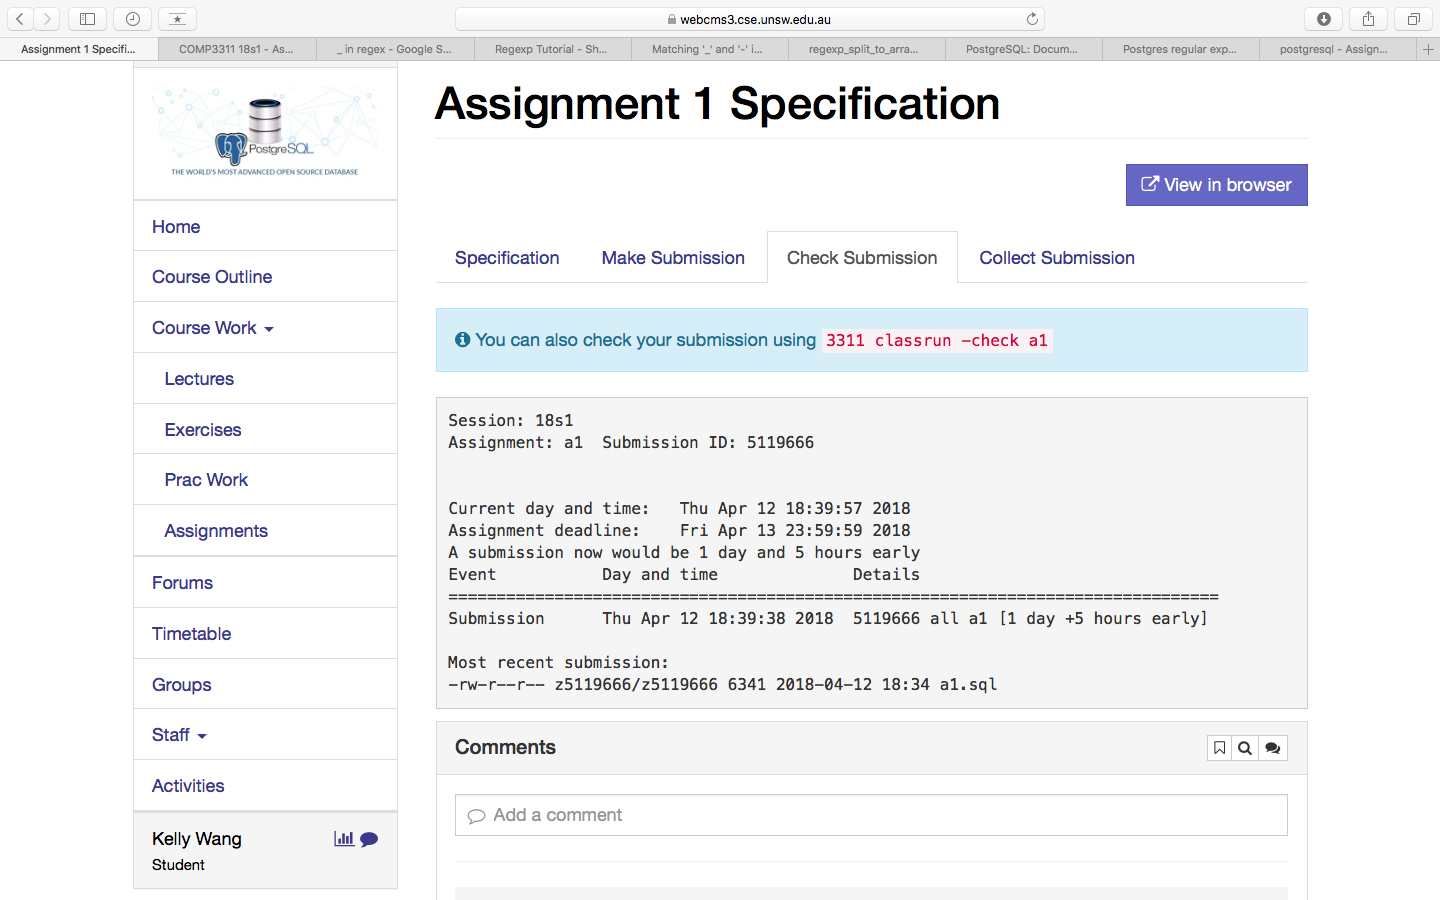 webcms3.cse.unsw.edu.au
Assignment 1 Specifi...
COMP3311 18s1 - As...
_ in regex - Google S...
Regexp Tutorial - Sh...
Matching '_' and '-' i...
regexp_split_to_arra...
PostgreSQL: Docum...
Postgres regular exp...
postgresql - Assign...
PostgreSQL
THE WORLD'S MOST ADVANCED OPEN SOURCE DATABASE
Home
Course Outline
Course Work
Lectures
Exercises
Prac Work
Assignments
Forums
Timetable
Groups
Staff
Activities
Kelly Wang
Student
Assignment 1 Specification
View in browser
Specification
Make Submission
Check Submission
Collect Submission
You can also check your submission using 3311 classrun -check a1
Session: 18s1
Assignment: a1 Submission ID: 5119666
Current day and time: Thu Apr 12 18:39:57 2018
Assignment deadline: Fri Apr 13 23:59:59 2018
A submission now would be 1 day and 5 hours early
Event Day and time Details
================================================================================
Submission Thu Apr 12 18:39:38 2018 5119666 all a1 [1 day +5 hours early]
Most recent submission:
-rw-r--r-- z5119666/z5119666 6341 2018-04-12 18:34 a1.sql
Comments
Add a comment